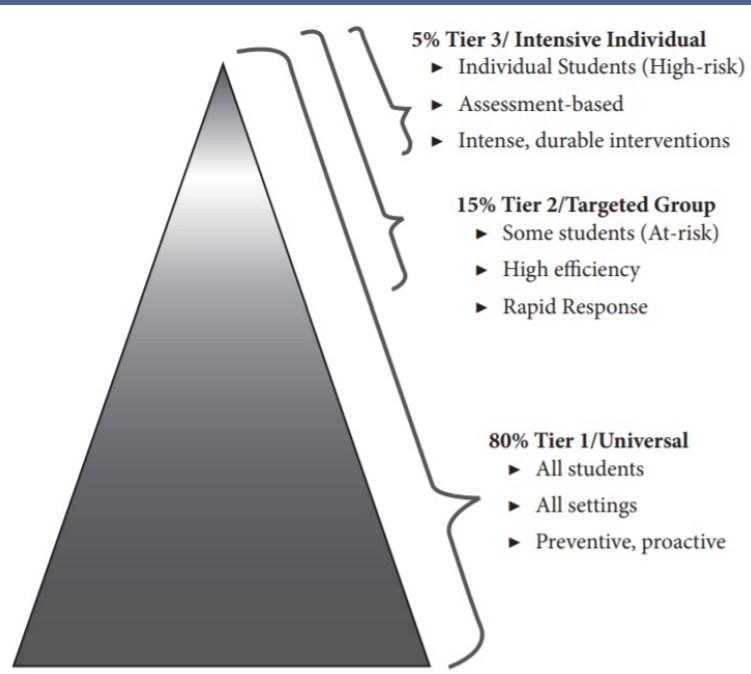 5% Tier 3/ Intensive Individual
► Individual Students (High-risk)
► Assessment-based
► Intense, durable interventions
15% Tier 2/Targeted Group
► Some students (At-risk)
► High efficiency
► Rapid Response
80% Tier 1/Universal
► All students
► All settings
► Preventive, proactive